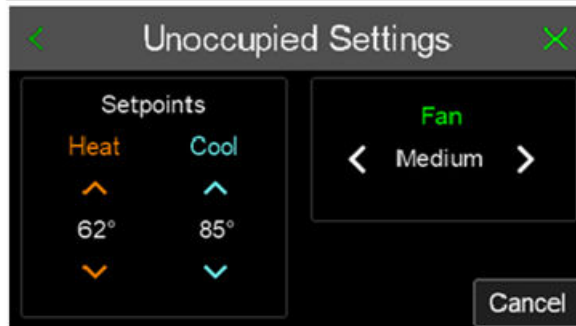 Unoccupied Settings
Setpoints
Heat Cool
62° 85°
Fan
Medium
Cancel